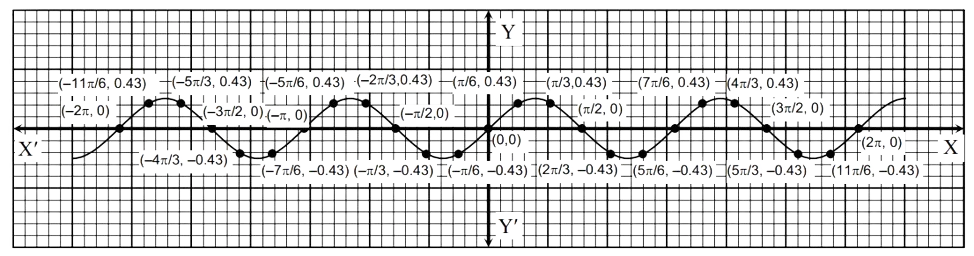 Y
(–11π/6, 0.43) (–5π/3, 0.43) (–5π/6, 0.43) (–2π/3,0.43) (π/6, 0.43) (π/3,0.43) (7π/6, 0.43) (4π/3, 0.43)
(–2π, 0) (–3π/2, 0) (–π, 0) (–π/2,0) (π/2, 0) (3π/2, 0)
X′ (0,0) (2π, 0) X
(–4π/3, –0.43) (–7π/6, –0.43) (–π/3, –0.43) (–π/6, –0.43) (2π/3, –0.43) (5π/6, –0.43) (5π/3, –0.43) (11π/6, –0.43)
Y′